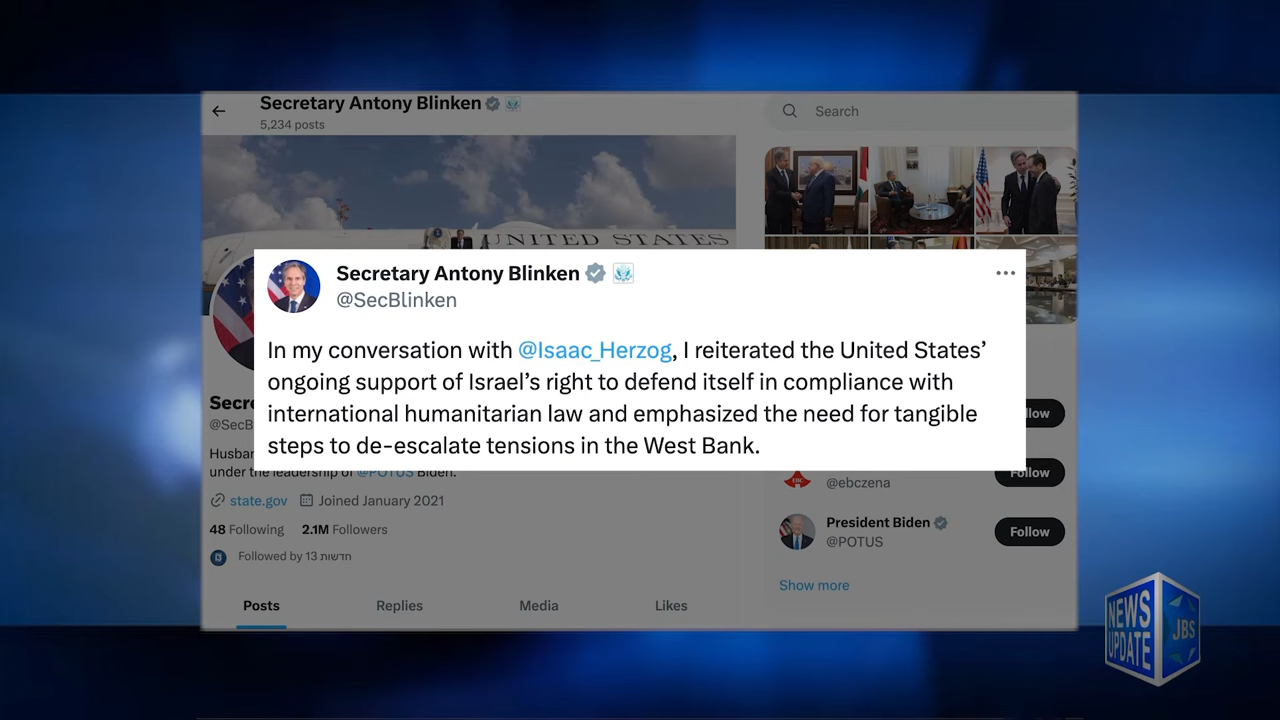 Secretary Antony Blinken
5,234 posts
Search
UNITED STATES
Secretary Antony Blinken
@SecBlinken
In my conversation with @Isaac_Herzog, I reiterated the United States’
ongoing support of Israel’s right to defend itself in compliance with
international humanitarian law and emphasized the need for tangible
steps to de-escalate tensions in the West Bank.
under the leadership of @POTUS Biden.
@ebczena
Follow
state.gov
Joined January 2021
48 Following
2.1M Followers
President Biden
@POTUS
Follow
Followed by 13 חדשות
Show more
Posts
Replies
Media
Likes
NEWS
UPDATE
JBS